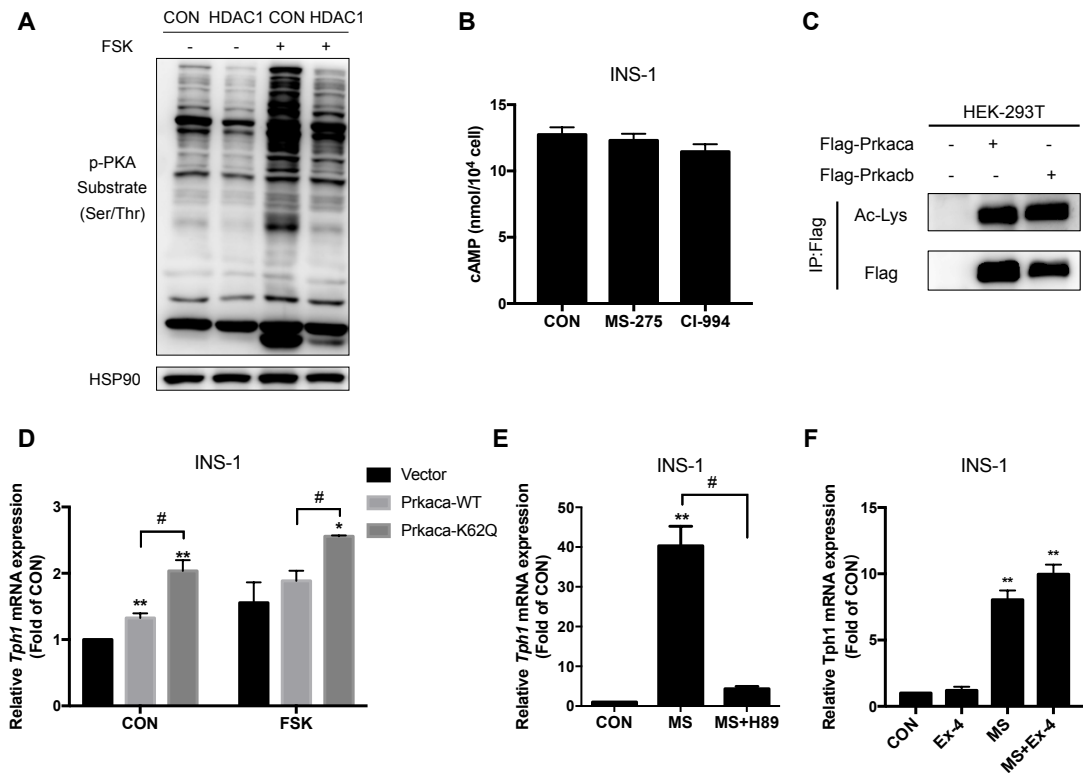 A
CON HDAC1 CON HDAC1
FSK - - + +
p-PKA
Substrate
(Ser/Thr)
HSP90
B
INS-1
cAMP (nmol/10⁴ cell)
15
10
5
0
CON MS-275 CI-994
C
HEK-293T
Flag-Prkaca - + -
Flag-Prkacb - - +
IP:Flag
Ac-Lys
Flag
D
INS-1
Relative Tph1 mRNA expression
(Fold of CON)
3
2
1
0
** # **
# *
CON FSK
Vector
Prkaca-WT
Prkaca-K62Q
E
INS-1
Relative Tph1 mRNA expression
(Fold of CON)
50
40
30
20
10
0
#
**
CON MS MS+H89
F
INS-1
Relative Tph1 mRNA expression
(Fold of CON)
15
10
5
0
** **
CON Ex-4 MS MS+Ex-4